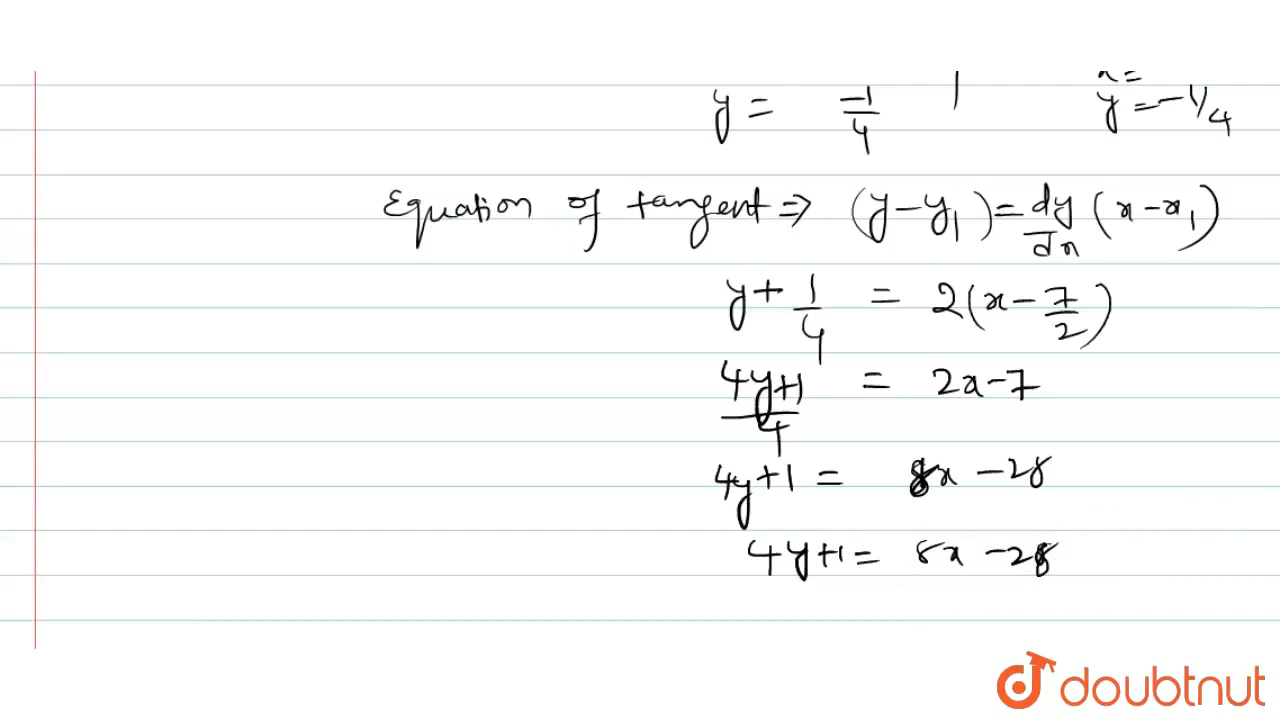 x =
y = -1/4 y = -1/4
Equation of tangent ⇒ (y-y₁) = dy/dx (x-x₁)
y + 1/4 = 2(x - 7/2)
(4y+1)/4 = 2x-7
4y+1 = 8x -28
4y+1 = 8x -28
doubtnut